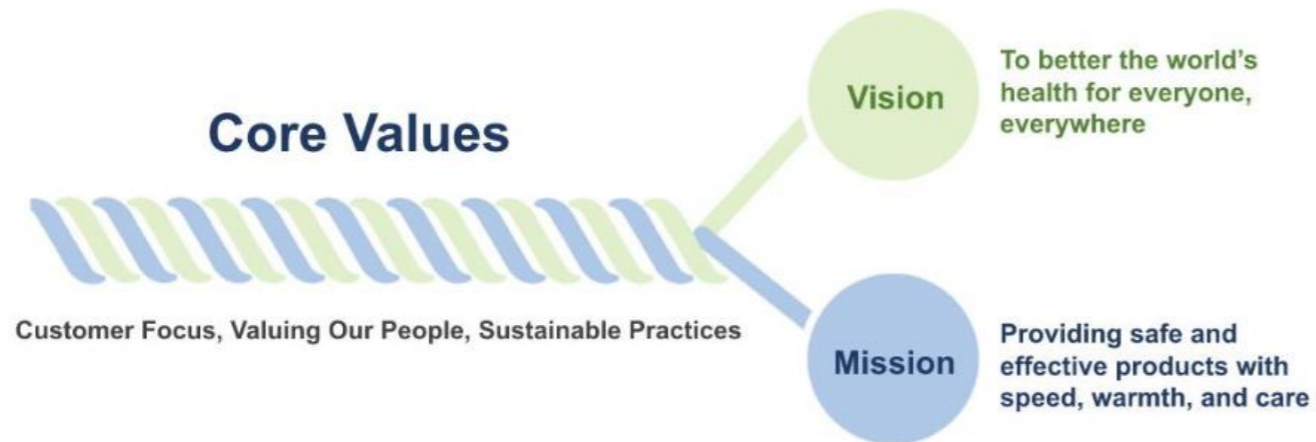 Core Values
Customer Focus, Valuing Our People, Sustainable Practices
Vision
To better the world's
health for everyone,
everywhere
Mission
Providing safe and
effective products with
speed, warmth, and care